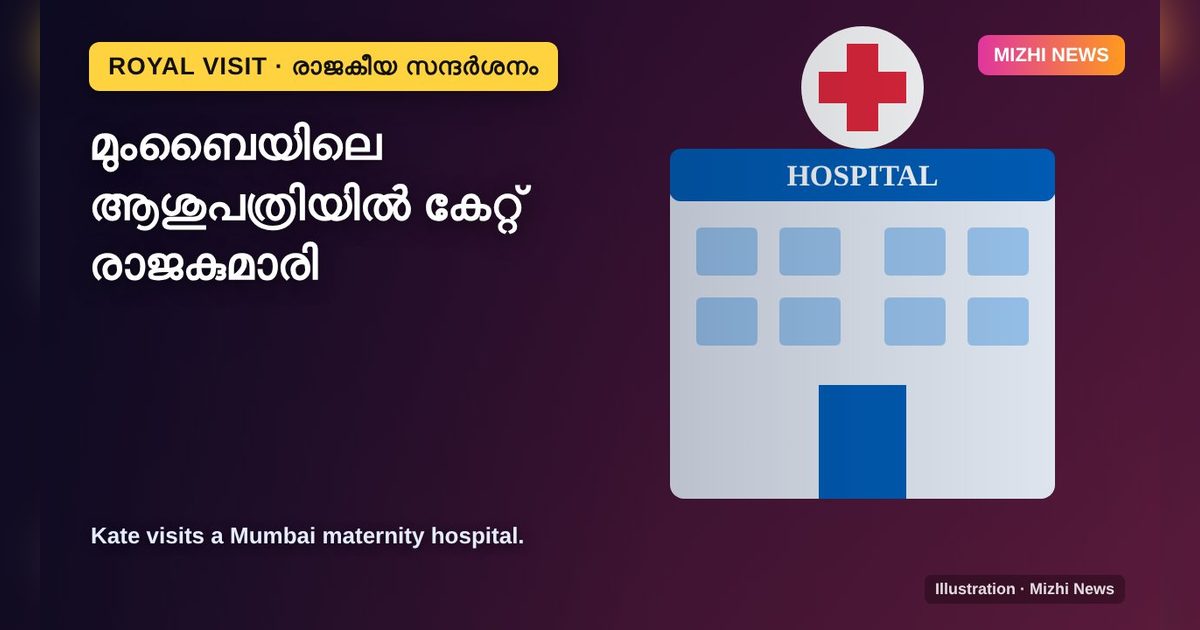 ROYAL VISIT · രാജകീയ സന്ദർശനം
MIZHI NEWS
മുംബൈയിലെ
ആശുപത്രിയിൽ കേറ്റ്
രാജകുമാരി
HOSPITAL
Kate visits a Mumbai maternity hospital.
Illustration · Mizhi News